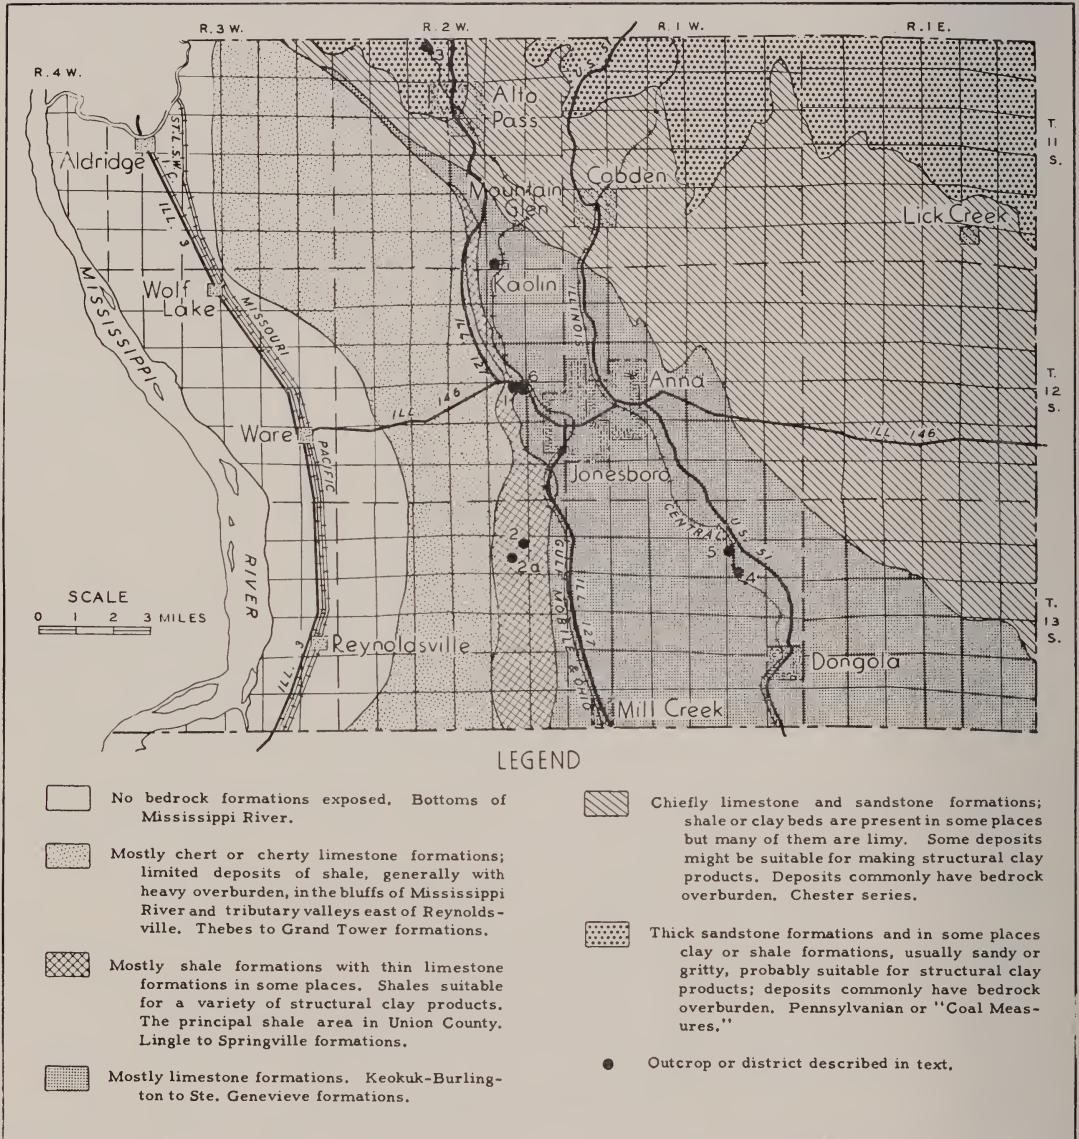 R. 3 W.
R. 2 W.
R. 1 W.
R. 1 E.
R. 4 W.
3
U. S.
Alto
Pass
T.
11
S.
ST. L. S.W.
Aldridge
ILL. 3
Mountain
Glen
Cobden
Lick Creek
MISSISSIPPI
Wolf
Lake
Kaolin
ILLINOIS
MISSOURI
ILL. 127
T.
12
S.
1
6
Anna
ILL 146
ILL 146
Ware
PACIFIC
Jonesboro
CENTRAL
U.S. 51
2
2a
5
4
RIVER
GULF MOBILE & OHIO
ILL 127
SCALE
0 1 2 3 MILES
T.
13
S.
Reynoldsville
ILL. 3
Dongola
Mill Creek
LEGEND
No bedrock formations exposed. Bottoms of
Mississippi River.
Mostly chert or cherty limestone formations;
limited deposits of shale, generally with
heavy overburden, in the bluffs of Mississippi
River and tributary valleys east of Reynolds-
ville. Thebes to Grand Tower formations.
Mostly shale formations with thin limestone
formations in some places. Shales suitable
for a variety of structural clay products.
The principal shale area in Union County.
Lingle to Springville formations.
Mostly limestone formations. Keokuk-Burling-
ton to Ste. Genevieve formations.
Chiefly limestone and sandstone formations;
shale or clay beds are present in some places
but many of them are limy. Some deposits
might be suitable for making structural clay
products. Deposits commonly have bedrock
overburden. Chester series.
Thick sandstone formations and in some places
clay or shale formations, usually sandy or
gritty, probably suitable for structural clay
products; deposits commonly have bedrock
overburden. Pennsylvanian or "Coal Meas-
ures."
Outcrop or district described in text.